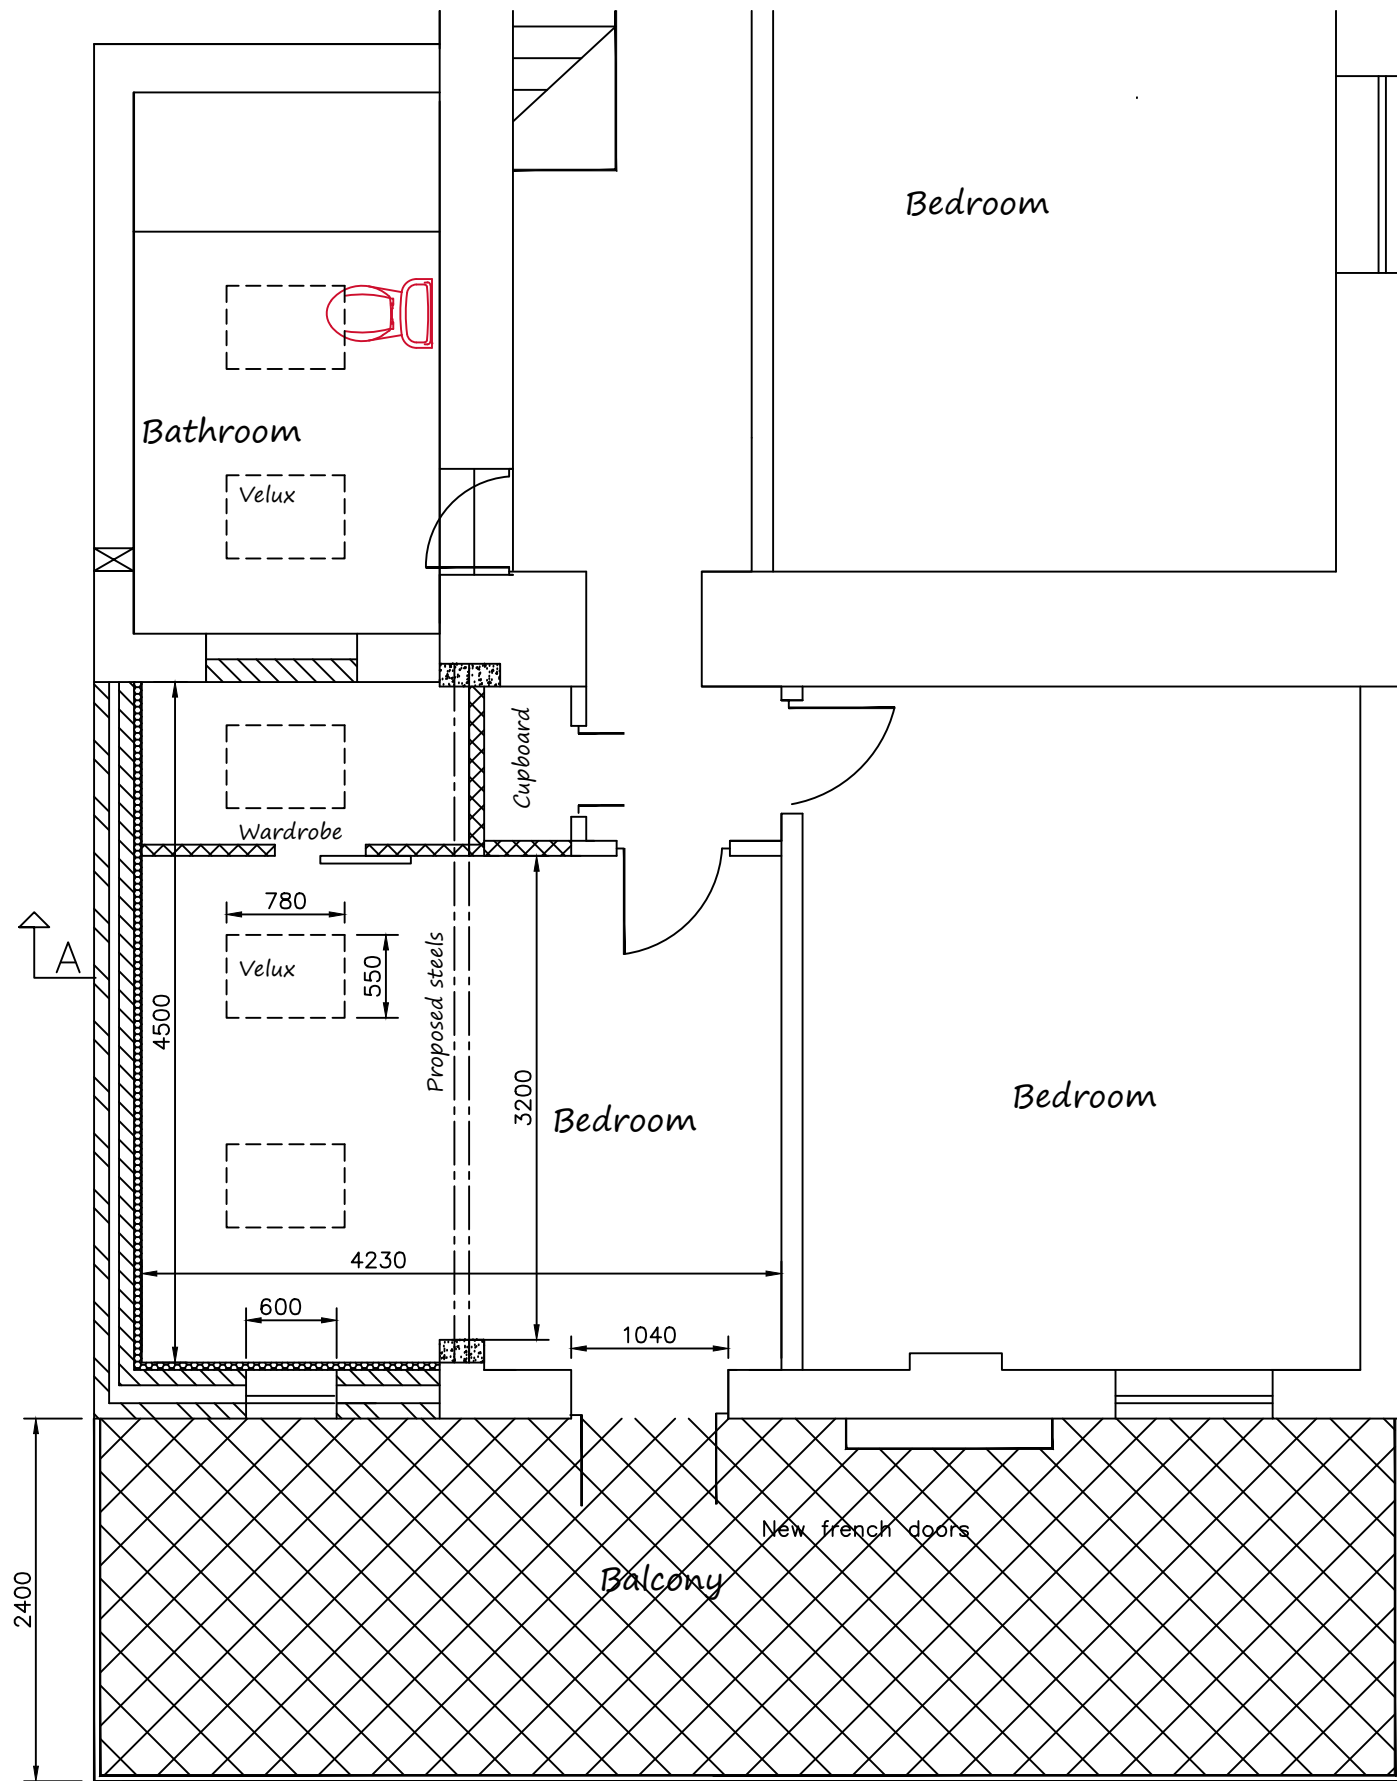 Bedroom
Bathroom
Velux
Cupboard
Wardrobe
780
Velux
550
A
4500
Proposed steels
3200
Bedroom
Bedroom
4230
600
1040
New french doors
Balcony
2400